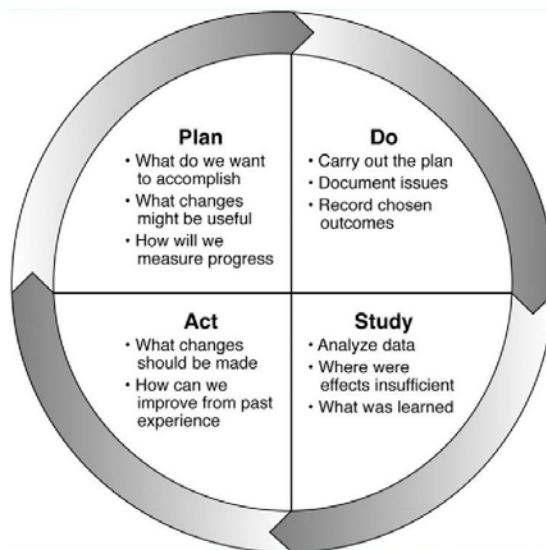 Plan
• What do we want
to accomplish
• What changes
might be useful
• How will we
measure progress
Do
• Carry out the plan
• Document issues
• Record chosen
outcomes
Act
• What changes
should be made
• How can we
improve from past
experience
Study
• Analyze data
• Where were
effects insufficient
• What was learned